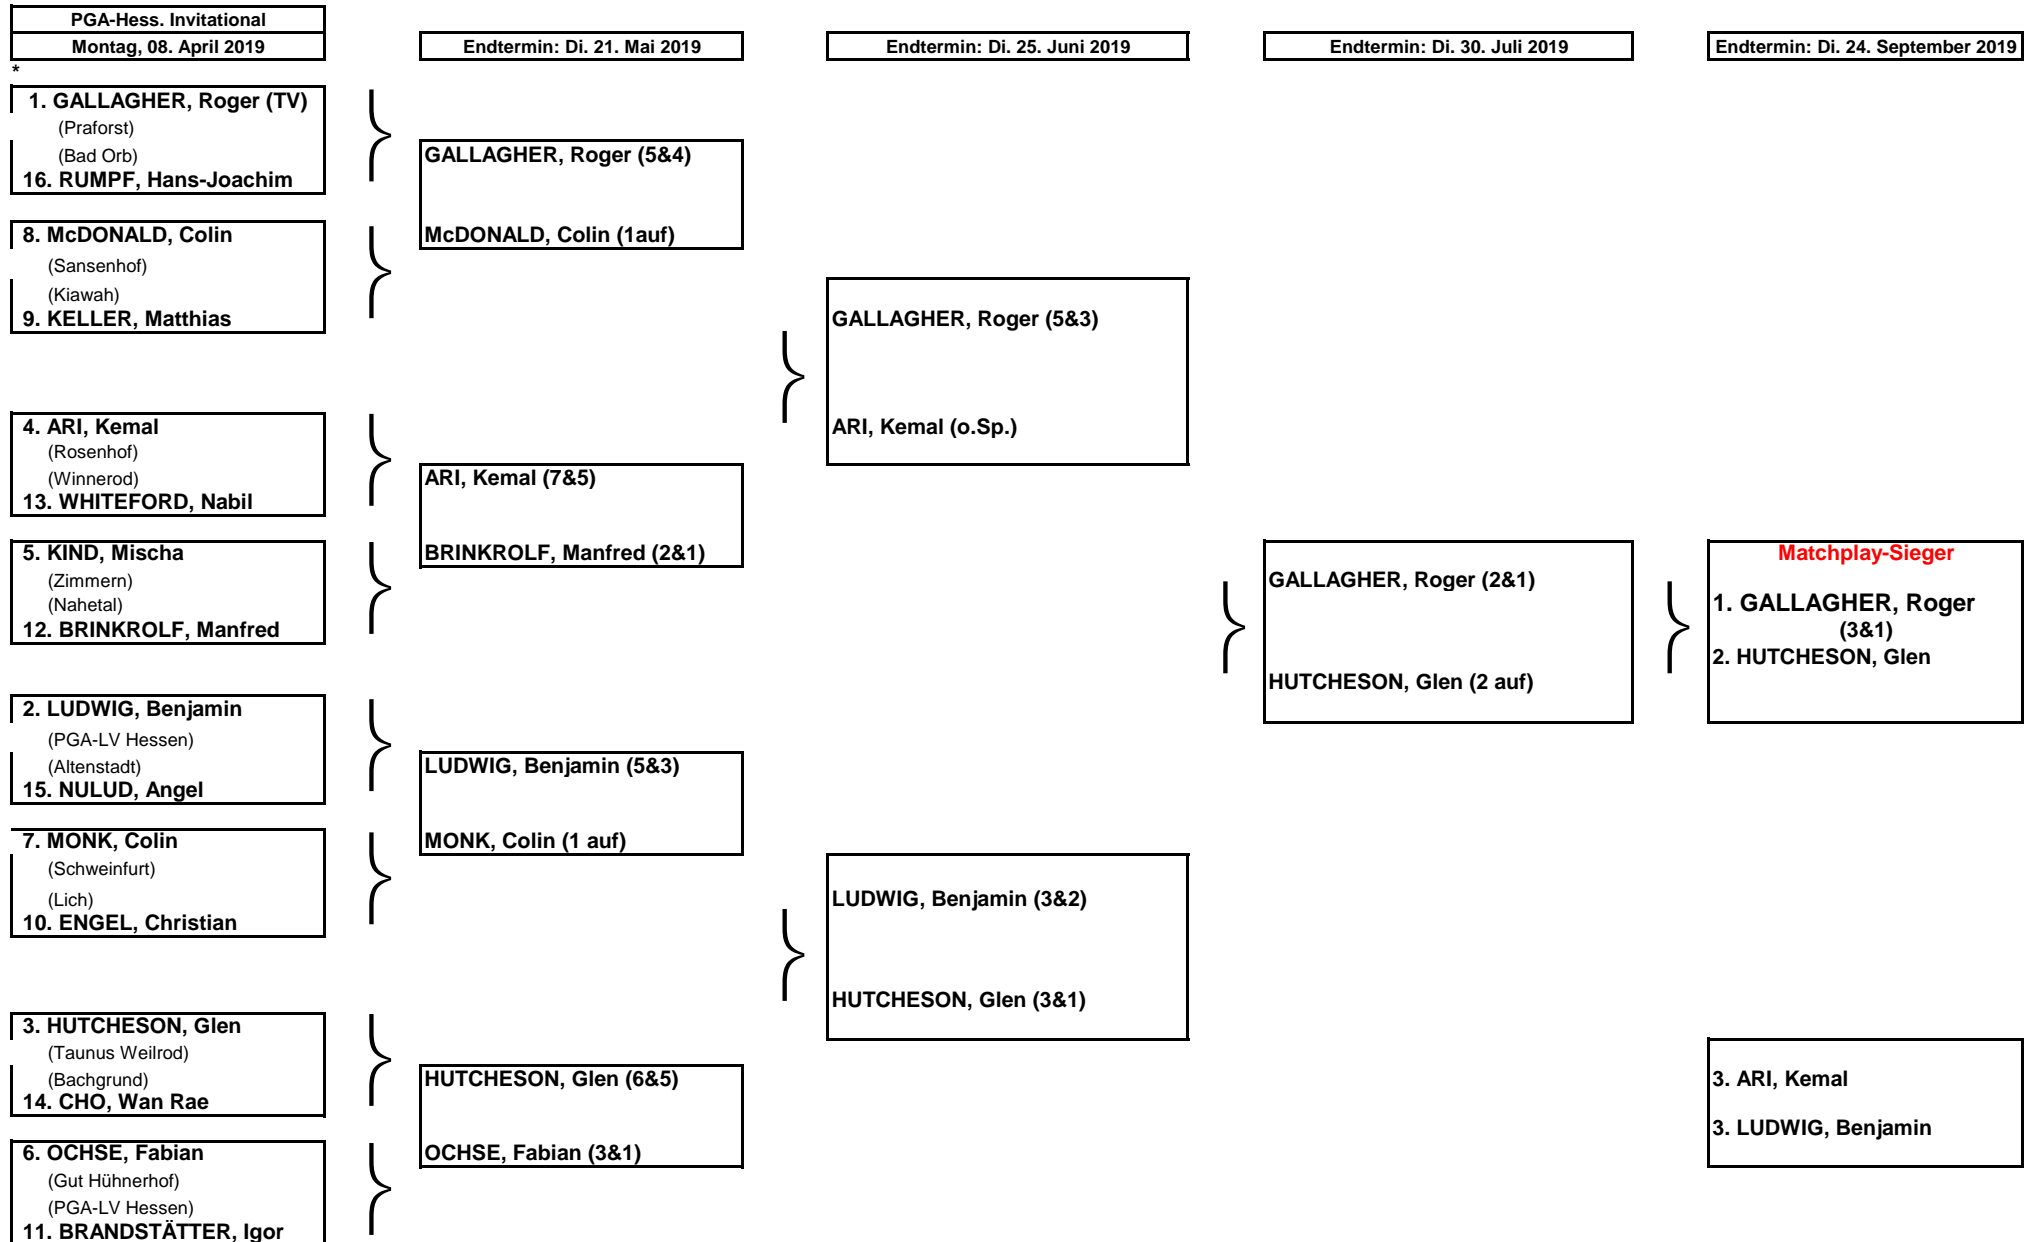 PGA-Hess. Invitational
Montag, 08. April 2019
Endtermin: Di. 21. Mai 2019
Endtermin: Di. 25. Juni 2019
Endtermin: Di. 30. Juli 2019
Endtermin: Di. 24. September 2019
*
1. GALLAGHER, Roger (TV)
(Praforst)
(Bad Orb)
16. RUMPF, Hans-Joachim
8. McDONALD, Colin
(Sansenhof)
(Kiawah)
9. KELLER, Matthias
4. ARI, Kemal
(Rosenhof)
(Winnerod)
13. WHITEFORD, Nabil
5. KIND, Mischa
(Zimmern)
(Nahetal)
12. BRINKROLF, Manfred
2. LUDWIG, Benjamin
(PGA-LV Hessen)
(Altenstadt)
15. NULUD, Angel
7. MONK, Colin
(Schweinfurt)
(Lich)
10. ENGEL, Christian
3. HUTCHESON, Glen
(Taunus Weilrod)
(Bachgrund)
14. CHO, Wan Rae
6. OCHSE, Fabian
(Gut Hühnerhof)
(PGA-LV Hessen)
11. BRANDSTÄTTER, Igor
GALLAGHER, Roger (5&4)
McDONALD, Colin (1auf)
ARI, Kemal (7&5)
BRINKROLF, Manfred (2&1)
LUDWIG, Benjamin (5&3)
MONK, Colin (1 auf)
HUTCHESON, Glen (6&5)
OCHSE, Fabian (3&1)
GALLAGHER, Roger (5&3)
ARI, Kemal (o.Sp.)
LUDWIG, Benjamin (3&2)
HUTCHESON, Glen (3&1)
GALLAGHER, Roger (2&1)
HUTCHESON, Glen (2 auf)
Matchplay-Sieger
1. GALLAGHER, Roger
(3&1)
2. HUTCHESON, Glen
3. ARI, Kemal
3. LUDWIG, Benjamin